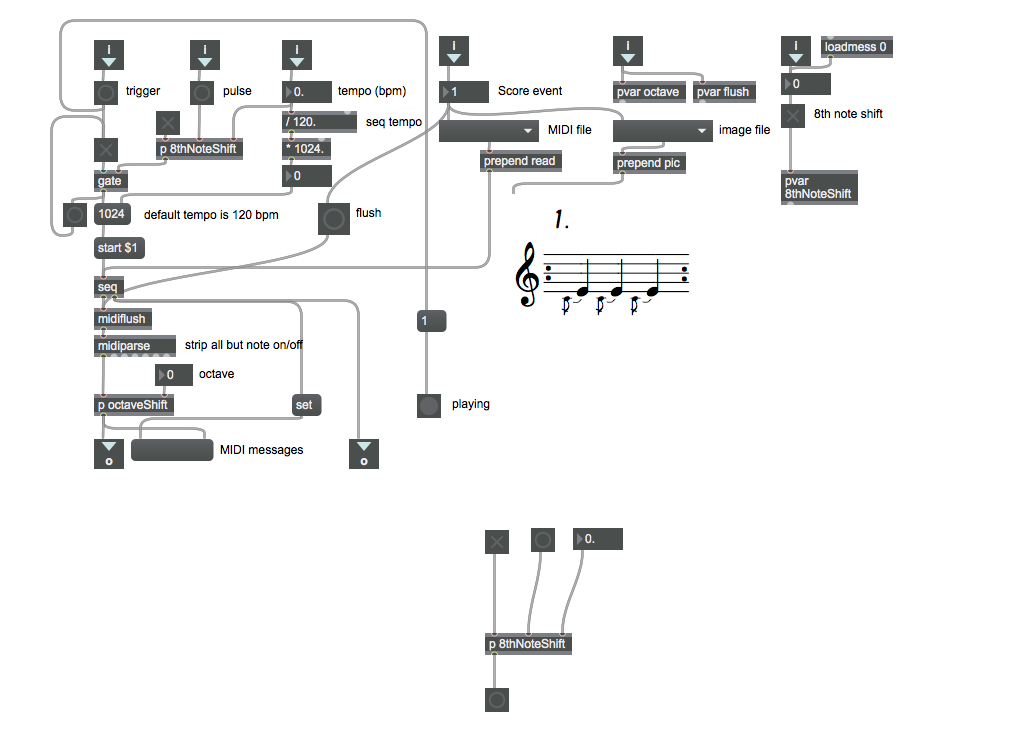 i
i
i
i
i
i
loadmess 0
trigger
pulse
0.
tempo (bpm)
1
Score event
pvar octave
pvar flush
0
/ 120.
seq tempo
MIDI file
image file
8th note shift
p 8thNoteShift
* 1024.
prepend read
prepend pic
gate
0
pvar
8thNoteShift
1024
default tempo is 120 bpm
flush
1.
start $1
seq
midiflush
1
midiparse
strip all but note on/off
0
octave
p octaveShift
set
playing
o
MIDI messages
o
0.
p 8thNoteShift